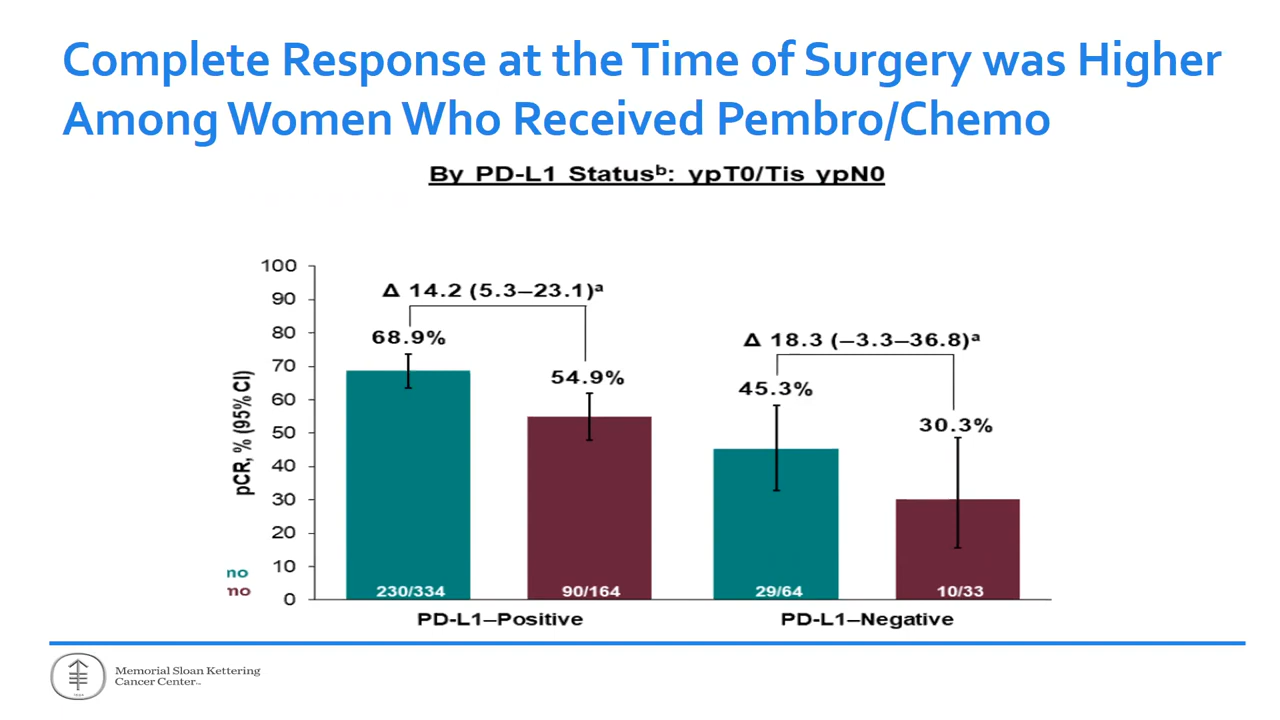 Complete Response at the Time of Surgery was Higher
Among Women Who Received Pembro/Chemo
By PD-L1 Statusᵇ: ypT0/Tis ypN0
pCR, % (95% CI)
100
90
80
70
60
50
40
30
20
10
0
Δ 14.2 (5.3–23.1)ᵃ
68.9%
54.9%
Δ 18.3 (–3.3–36.8)ᵃ
45.3%
30.3%
no
mo
230/334
90/164
29/64
10/33
PD-L1–Positive
PD-L1–Negative
Memorial Sloan Kettering
Cancer Center™